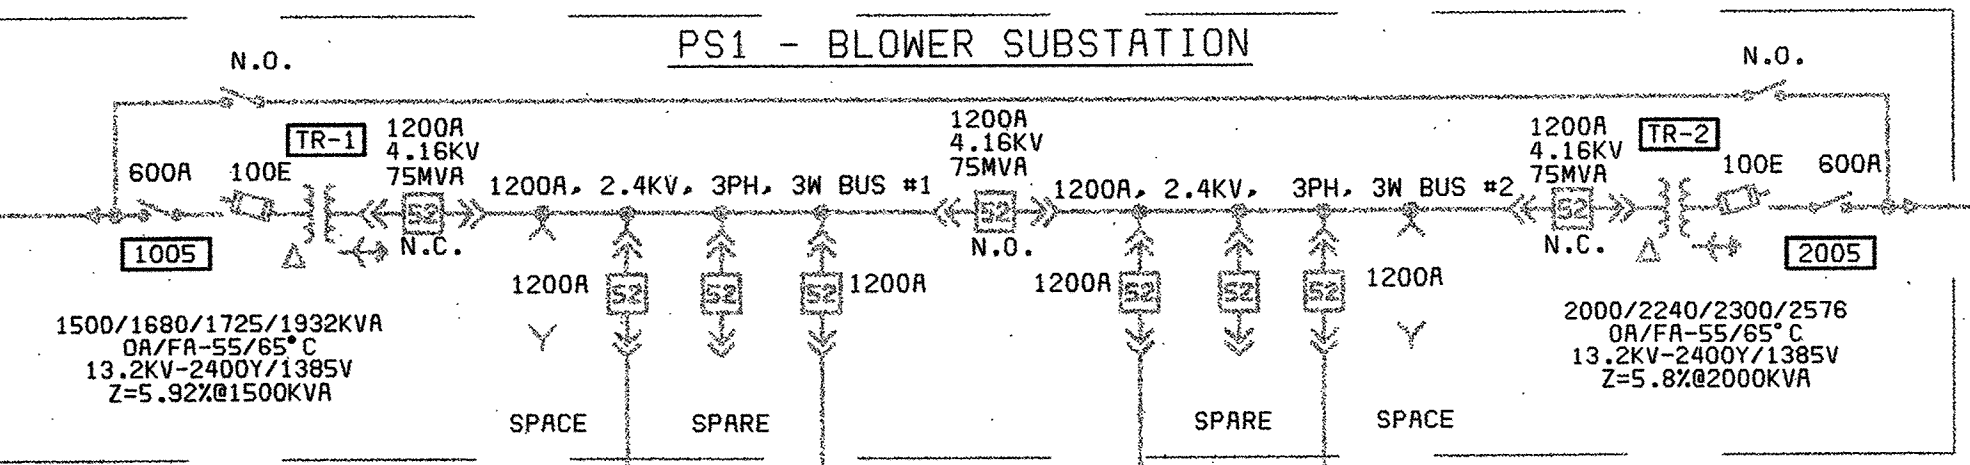 PS1 - BLOWER SUBSTATION
N.O.
N.O.
TR-1
1200A
4.16KV
75MVA
1200A
4.16KV
75MVA
1200A
4.16KV
75MVA
TR-2
600A
100E
1200A, 2.4KV, 3PH, 3W BUS #1
1200A, 2.4KV, 3PH, 3W BUS #2
100E
600A
52
52
52
1005
N.C.
N.O.
N.C.
2005
1200A
52
52
52
1200A
1200A
52
52
52
1200A
1500/1680/1725/1932KVA
OA/FA-55/65°C
13.2KV-2400Y/1385V
Z=5.92%@1500KVA
2000/2240/2300/2576
OA/FA-55/65°C
13.2KV-2400Y/1385V
Z=5.8%@2000KVA
SPACE
SPARE
SPARE
SPACE